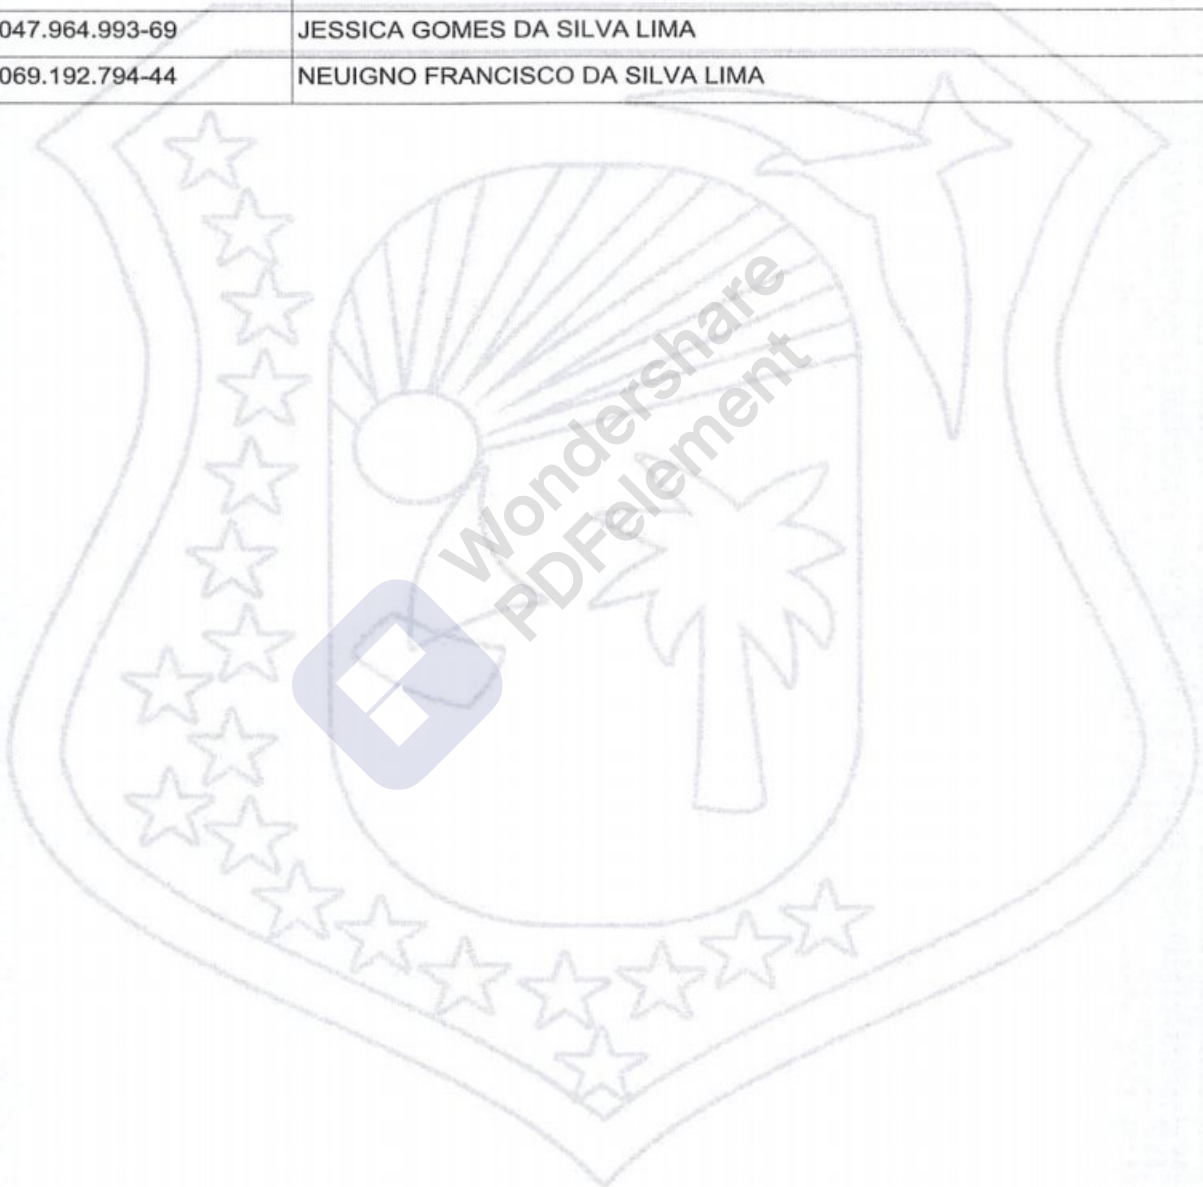 047.964.993-69 JESSICA GOMES DA SILVA LIMA
069.192.794-44 NEUIGNO FRANCISCO DA SILVA LIMA
Wondershare
PDFelement